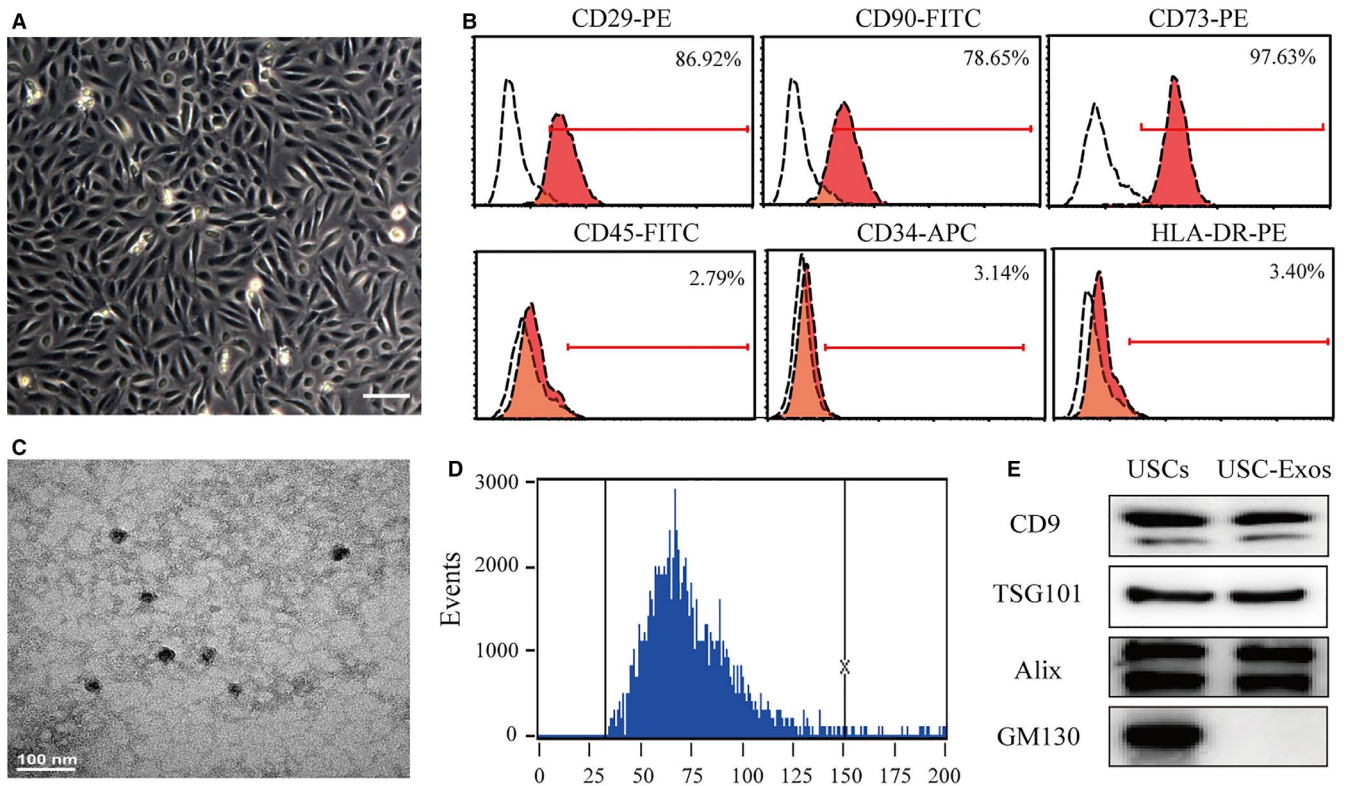 A
B
CD29-PE
CD90-FITC
CD73-PE
86.92%
78.65%
97.63%
CD45-FITC
CD34-APC
HLA-DR-PE
2.79%
3.14%
3.40%
C
100 nm
D
Events
3000
2000
1000
0
X
0 25 50 75 100 125 150 175 200
E
USCs USC-Exos
CD9
TSG101
Alix
GM130